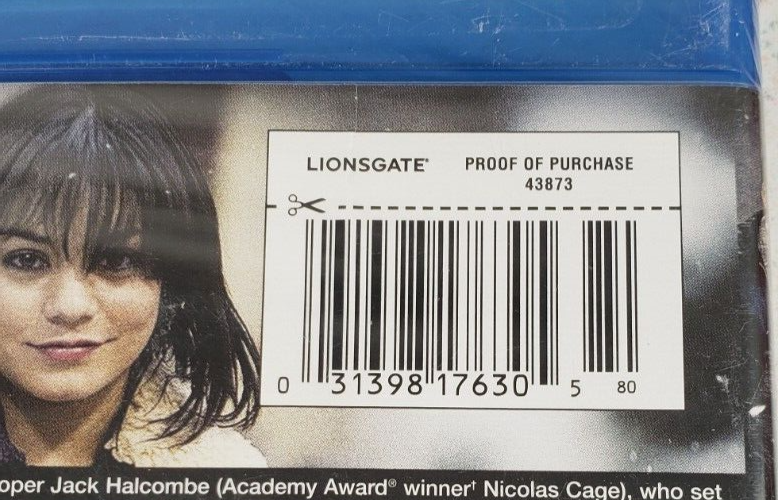 LIONSGATE® PROOF OF PURCHASE
43873
0 31398 17630 5 80
oper Jack Halcombe (Academy Award® winner† Nicolas Cage), who set